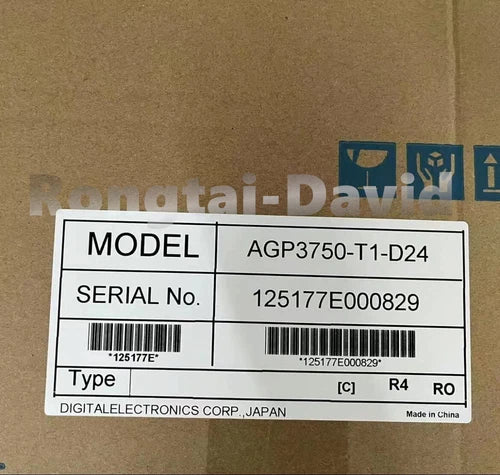 Rongtai-David
MODEL AGP3750-T1-D24
SERIAL No. 125177E000829
*125177E* *125177E000829*
Type [C] R4 RO
DIGITALELECTRONICS CORP.,JAPAN Made in China